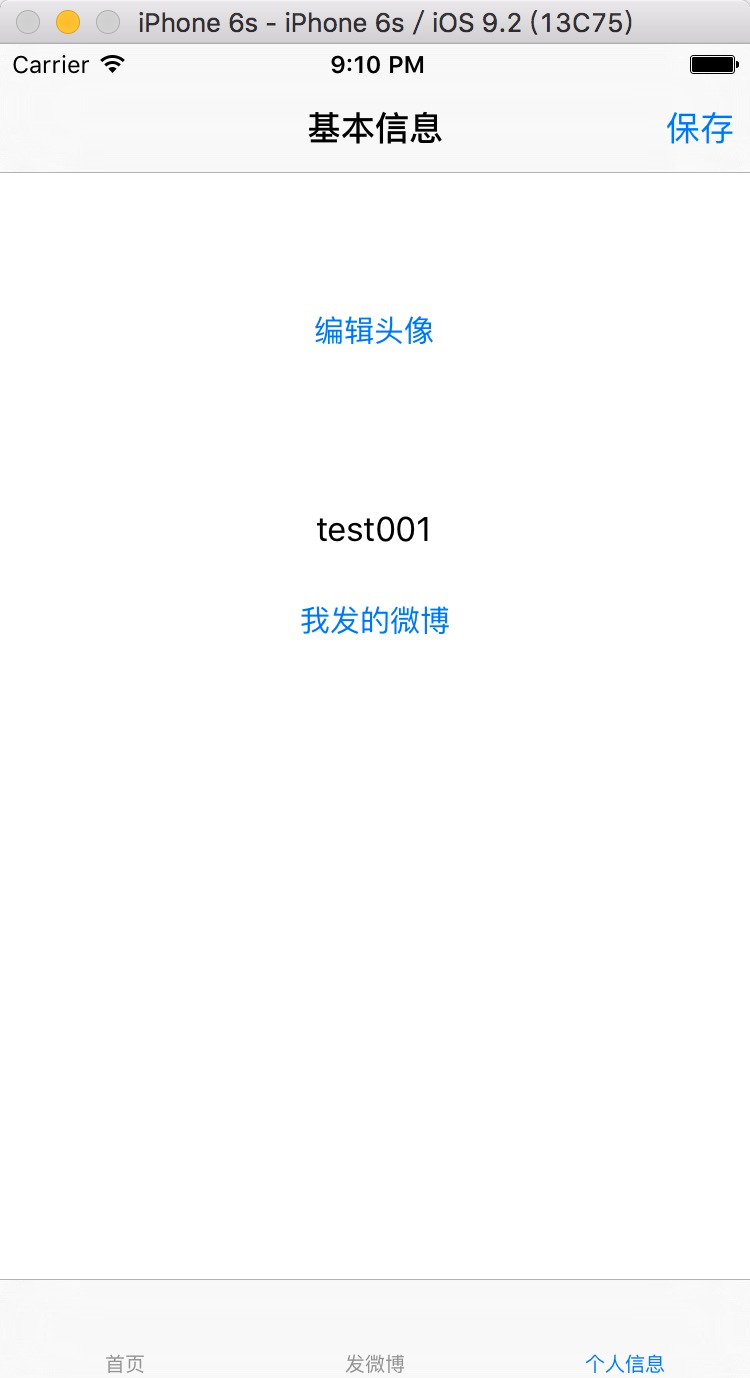 iPhone 6s - iPhone 6s / iOS 9.2 (13C75)
Carrier 9:10 PM
基本信息 保存
编辑头像
test001
我发的微博
首页 发微博 个人信息